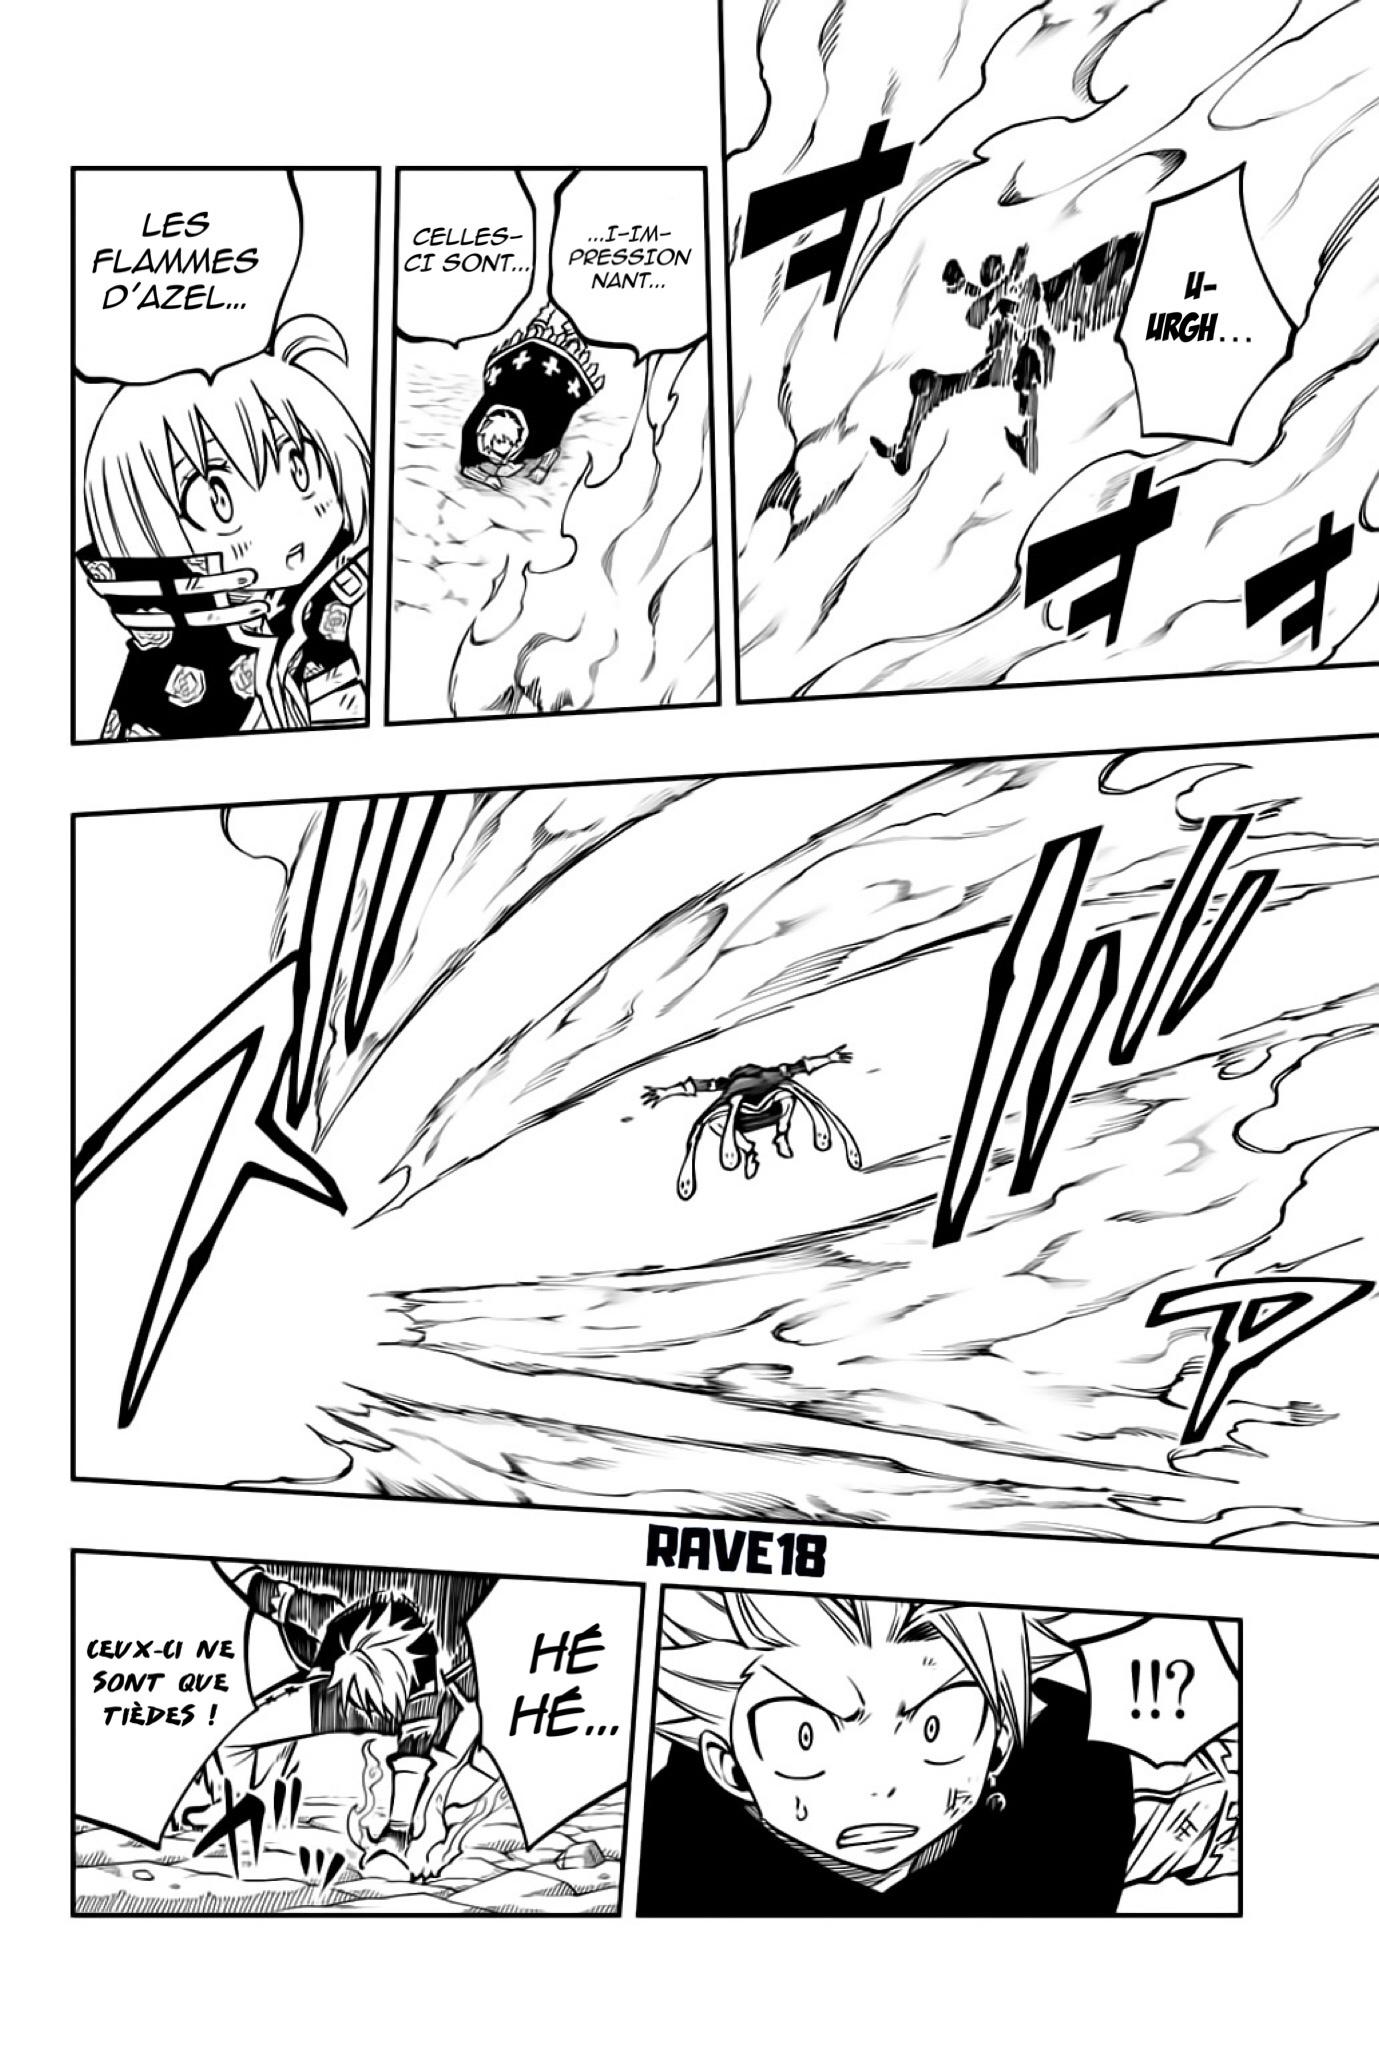 U-
URGH...
CELLES-
CI SONT...
...I-IM-
PRESSION
NANT...
LES
FLAMMES
D'AZEL...
RAVE18
!!?
HÉ
HÉ...
CEUX-CI NE
SONT QUE
TIÈDES !